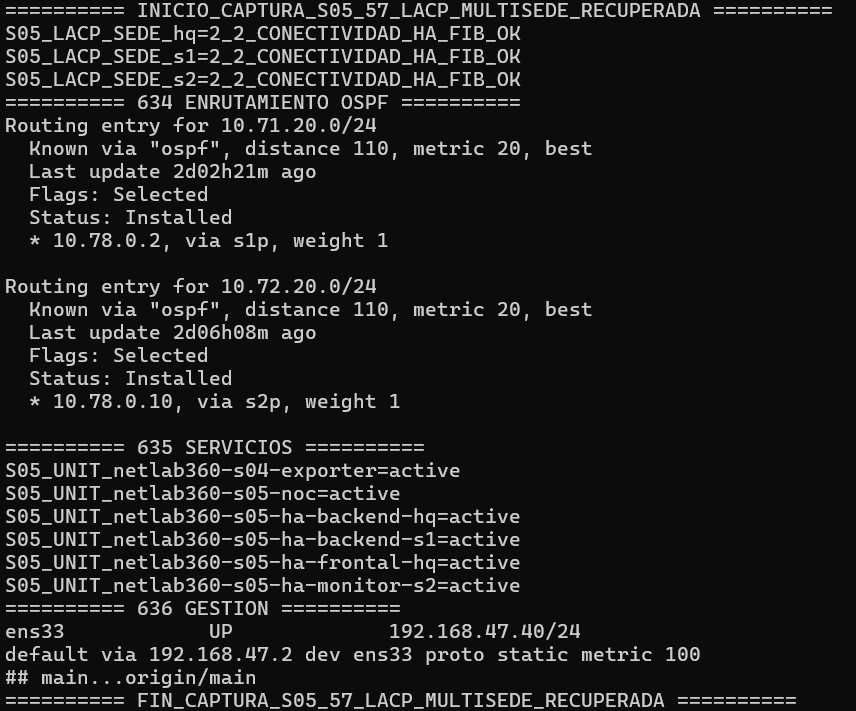 ========== INICIO_CAPTURA_S05_57_LACP_MULTISEDE_RECUPERADA ==========
S05_LACP_SEDE_hq=2_2_CONECTIVIDAD_HA_FIB_OK
S05_LACP_SEDE_s1=2_2_CONECTIVIDAD_HA_FIB_OK
S05_LACP_SEDE_s2=2_2_CONECTIVIDAD_HA_FIB_OK
========== 634 ENRUTAMIENTO OSPF ==========
Routing entry for 10.71.20.0/24
  Known via "ospf", distance 110, metric 20, best
  Last update 2d02h21m ago
  Flags: Selected
  Status: Installed
  * 10.78.0.2, via s1p, weight 1

Routing entry for 10.72.20.0/24
  Known via "ospf", distance 110, metric 20, best
  Last update 2d06h08m ago
  Flags: Selected
  Status: Installed
  * 10.78.0.10, via s2p, weight 1

========== 635 SERVICIOS ==========
S05_UNIT_netlab360-s04-exporter=active
S05_UNIT_netlab360-s05-noc=active
S05_UNIT_netlab360-s05-ha-backend-hq=active
S05_UNIT_netlab360-s05-ha-backend-s1=active
S05_UNIT_netlab360-s05-ha-frontal-hq=active
S05_UNIT_netlab360-s05-ha-monitor-s2=active
========== 636 GESTION ==========
ens33            UP             192.168.47.40/24
default via 192.168.47.2 dev ens33 proto static metric 100
## main...origin/main
========== FIN_CAPTURA_S05_57_LACP_MULTISEDE_RECUPERADA ==========